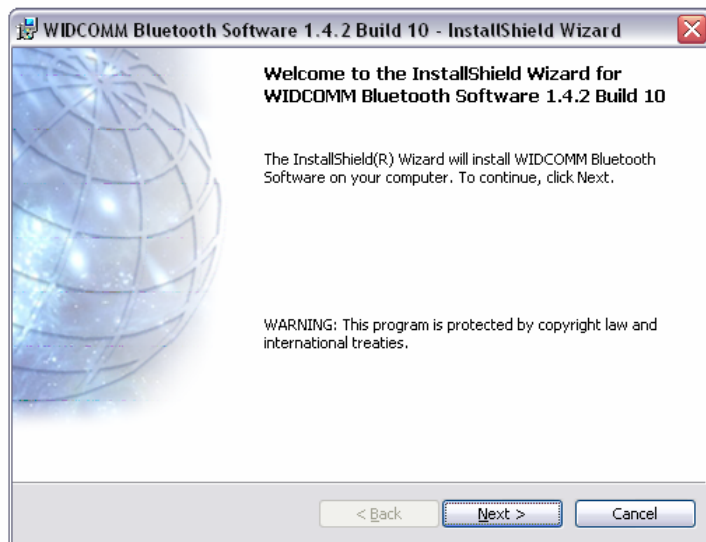 WIDCOMM Bluetooth Software 1.4.2 Build 10 - InstallShield Wizard
Welcome to the InstallShield Wizard for
WIDCOMM Bluetooth Software 1.4.2 Build 10
The InstallShield(R) Wizard will install WIDCOMM Bluetooth
Software on your computer. To continue, click Next.
WARNING: This program is protected by copyright law and
international treaties.
< Back
Next >
Cancel